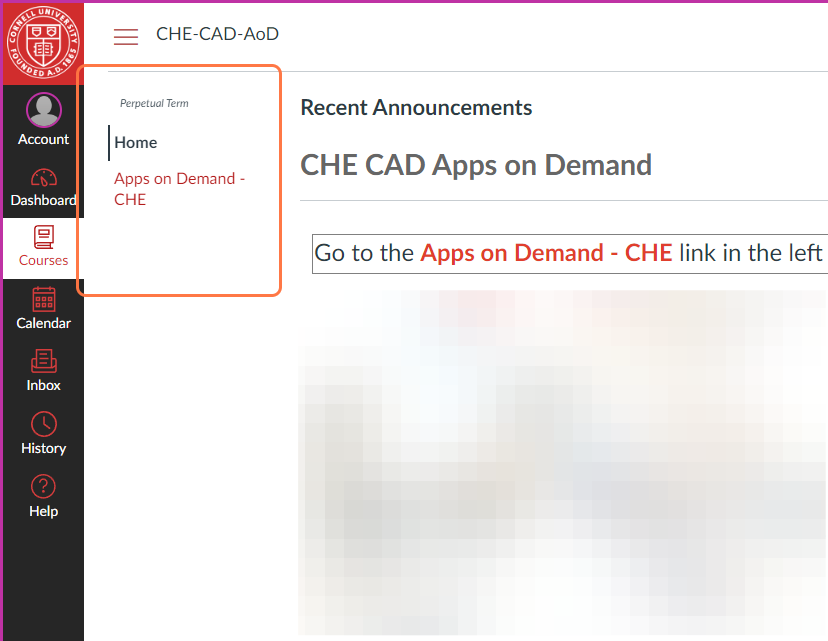 CORNELL UNIVERSITY
FOUNDED A.D. 1865
CHE-CAD-AoD
Account
Dashboard
Courses
Calendar
Inbox
History
Help
Perpetual Term
Home
Apps on Demand -
CHE
Recent Announcements
CHE CAD Apps on Demand
Go to the Apps on Demand - CHE link in the left